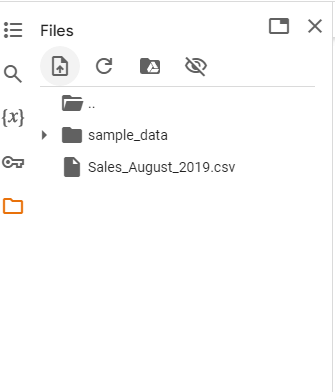 Files
..
{x}
sample_data
Sales_August_2019.csv